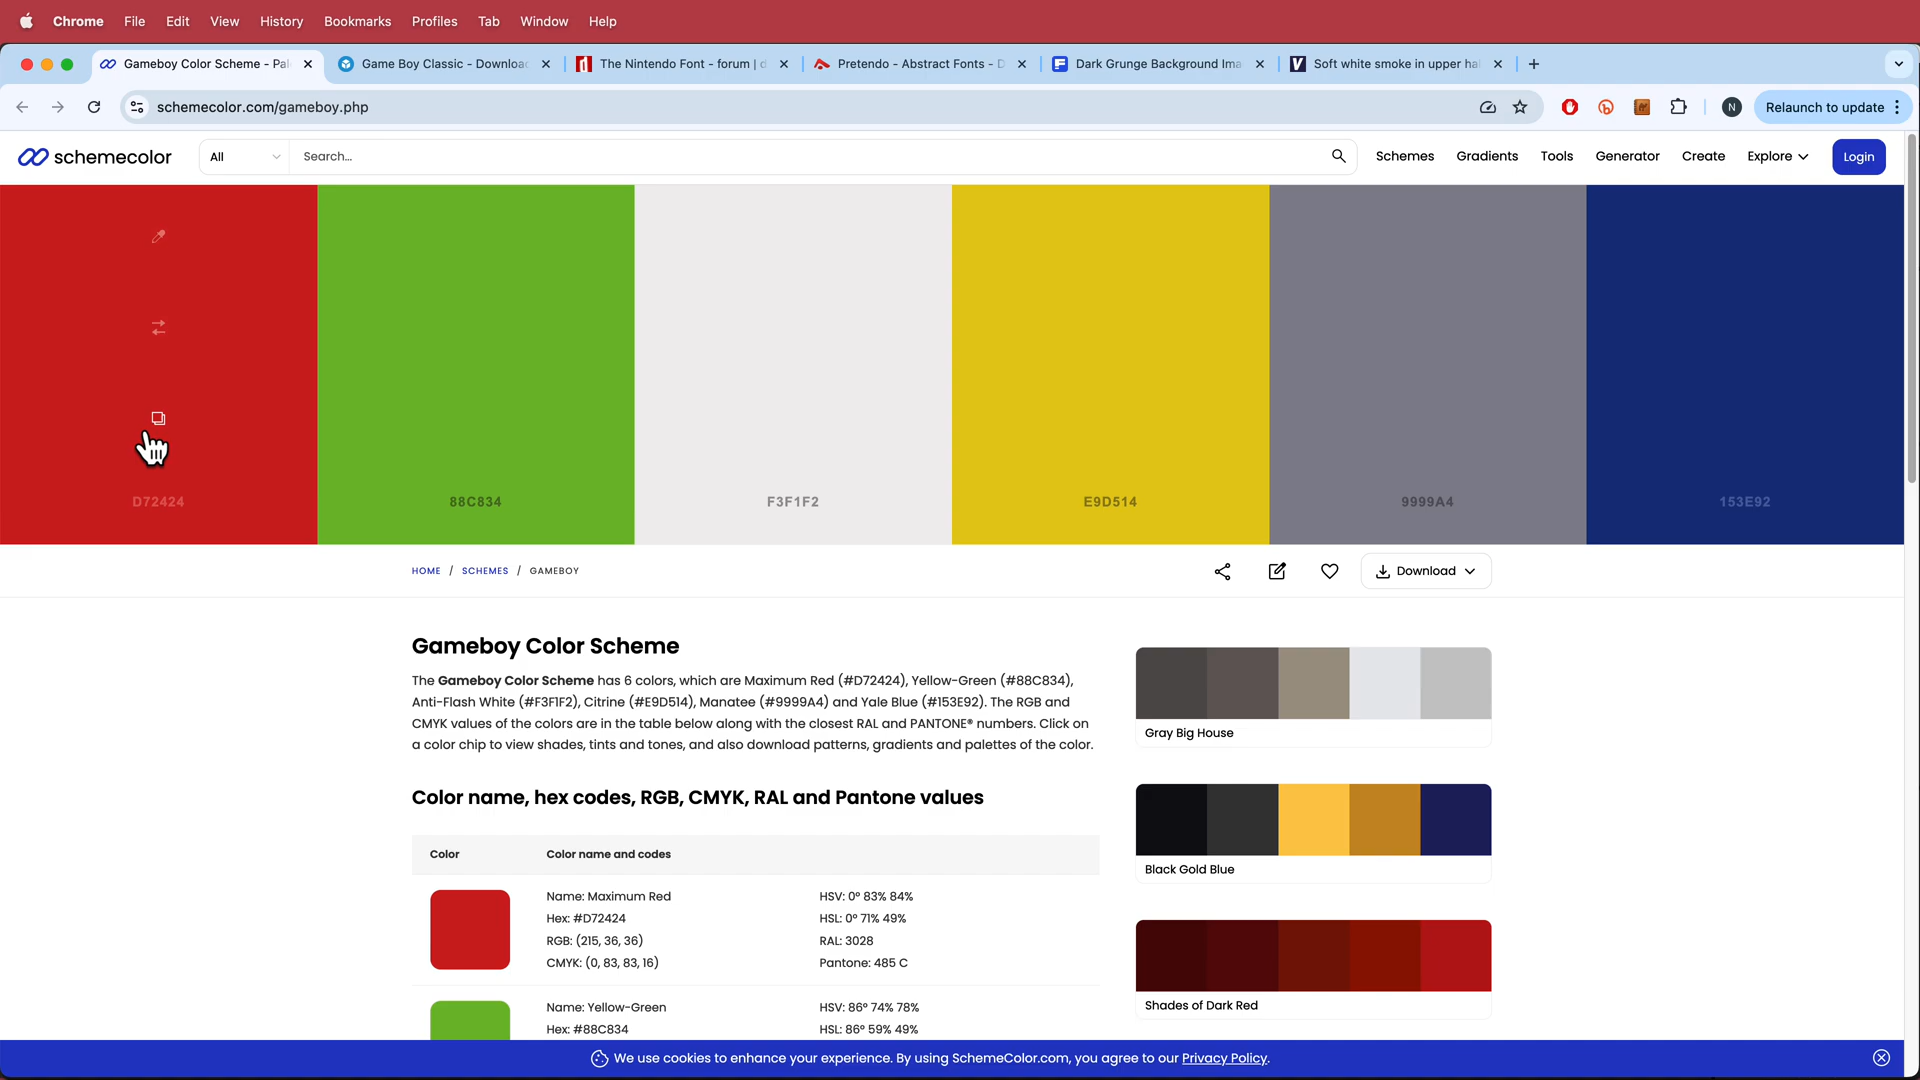 Chrome File Edit View History Bookmarks Profiles Tab Window Help
Gameboy Color Scheme - Pal Game Boy Classic - Downloa The Nintendo Font - forum | d Pretendo - Abstract Fonts - D Dark Grunge Background Ima Soft white smoke in upper ha
schemecolor.com/gameboy.php N Relaunch to update
schemecolor All Search... Schemes Gradients Tools Generator Create Explore Login
D72424 88C834 F3F1F2 E9D514 9999A4 153E92
HOME / SCHEMES / GAMEBOY Download
Gameboy Color Scheme
The Gameboy Color Scheme has 6 colors, which are Maximum Red (#D72424), Yellow-Green (#88C834),
Anti-Flash White (#F3F1F2), Citrine (#E9D514), Manatee (#9999A4) and Yale Blue (#153E92). The RGB and
CMYK values of the colors are in the table below along with the closest RAL and PANTONE® numbers. Click on
a color chip to view shades, tints and tones, and also download patterns, gradients and palettes of the color.
Gray Big House
Color name, hex codes, RGB, CMYK, RAL and Pantone values
Color Color name and codes
Black Gold Blue
Name: Maximum Red HSV: 0° 83% 84%
Hex: #D72424 HSL: 0° 71% 49%
RGB: (215, 36, 36) RAL: 3028
CMYK: (0, 83, 83, 16) Pantone: 485 C
Shades of Dark Red
Name: Yellow-Green HSV: 86° 74% 78%
Hex: #88C834 HSL: 86° 59% 49%
We use cookies to enhance your experience. By using SchemeColor.com, you agree to our Privacy Policy.